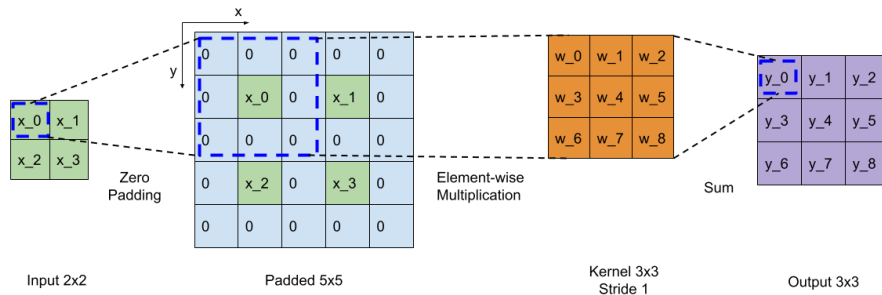 x
y
0 0 0 0 0
0 x_0 0 x_1 0
0 0 0 0 0
0 x_2 0 x_3 0
0 0 0 0 0
x_0 x_1
x_2 x_3
w_0 w_1 w_2
w_3 w_4 w_5
w_6 w_7 w_8
y_0 y_1 y_2
y_3 y_4 y_5
y_6 y_7 y_8
Zero
Padding
Element-wise
Multiplication
Sum
Input 2x2
Padded 5x5
Kernel 3x3
Stride 1
Output 3x3